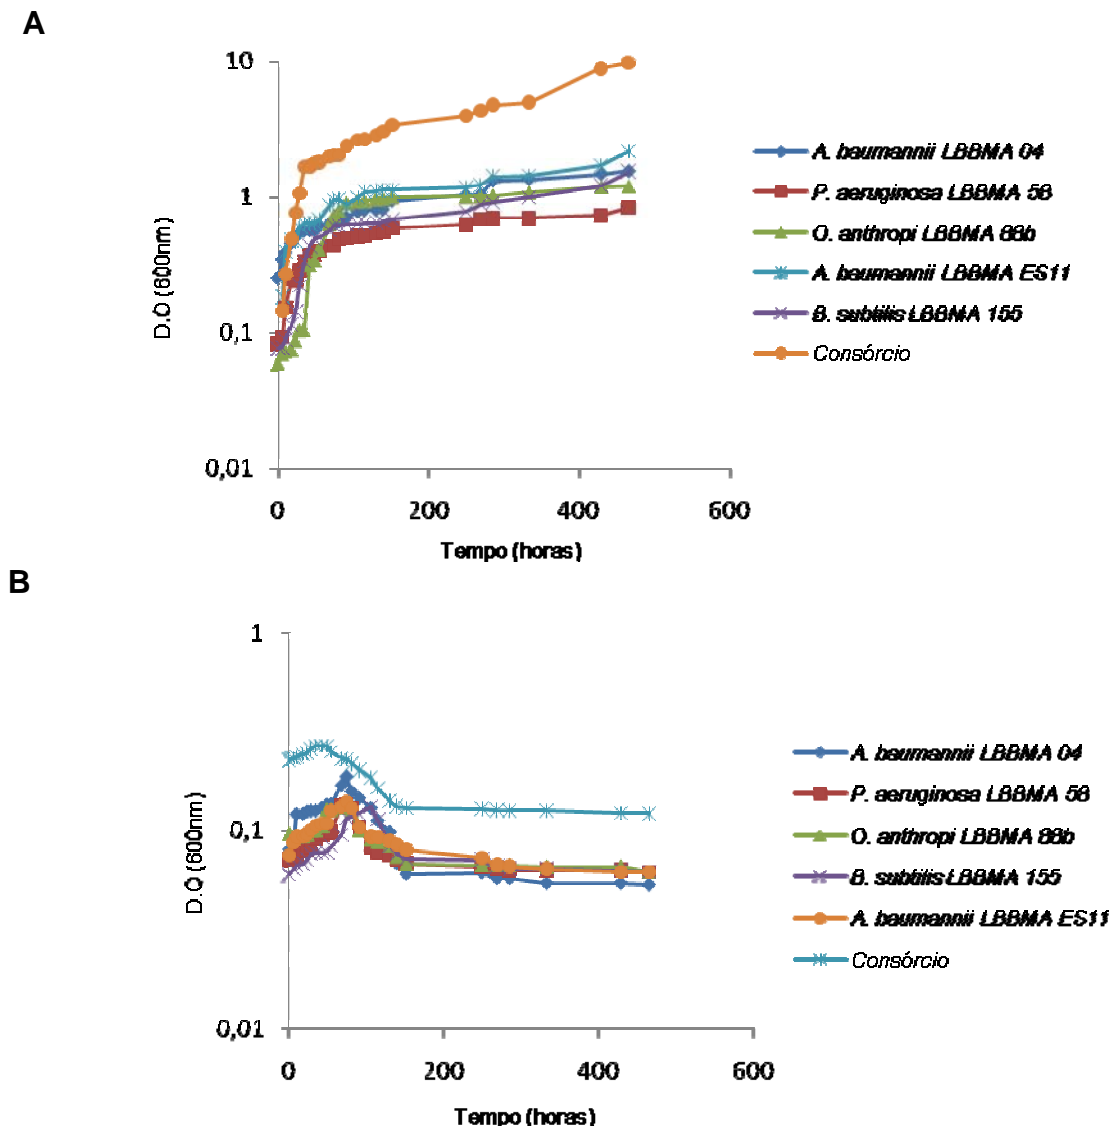 A
10
1
0,1
0,01
D.O (600nm)
0
200
400
600
Tempo (horas)
A. baumannii LBBMA 04
P. aeruginosa LBBMA 58
O. anthropi LBBMA 88b
A. baumannii LBBMA ES11
B. subtilis LBBMA 155
Consórcio
B
1
0,1
0,01
D.O (600nm)
0
200
400
600
Tempo (horas)
A. baumannii LBBMA 04
P. aeruginosa LBBMA 58
O. anthropi LBBMA 88b
B. subtilis LBBMA 155
A. baumannii LBBMA ES11
Consórcio